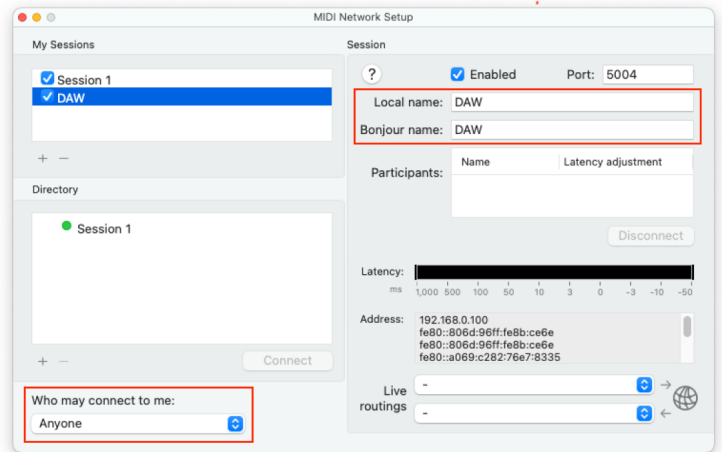 MIDI Network Setup
My Sessions
Session 1
DAW
+ −
Directory
Session 1
+ −
Connect
Who may connect to me:
Anyone
Session
?
Enabled
Port: 5004
Local name: DAW
Bonjour name: DAW
Participants:
Name Latency adjustment
Disconnect
Latency:
ms 1,000 500 100 50 10 3 0 -3 -10 -50
Address: 192.168.0.100
fe80::806d:96ff:fe8b:ce6e
fe80::806d:96ff:fe8b:ce6e
fe80::a069:c282:76e7:8335
Live routings
-
-